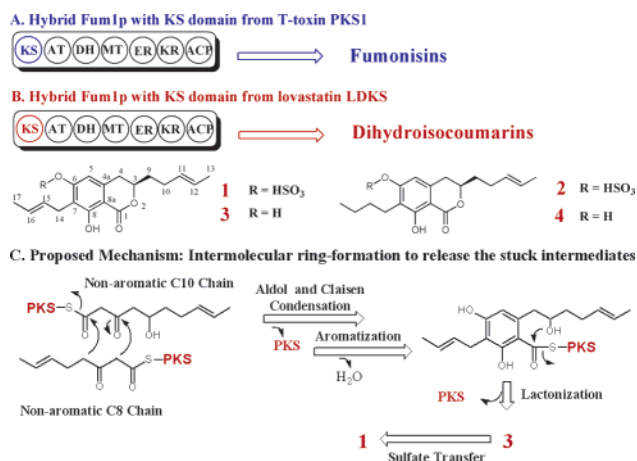 A. Hybrid Fum1p with KS domain from T-toxin PKS1
KS AT DH MT ER KR ACP
Fumonisins
B. Hybrid Fum1p with KS domain from lovastatin LDKS
KS AT DH MT ER KR ACP
Dihydroisocoumarins
R O 6 5 4a 4 3 9 10 11 12 13
17 16 15 14 7 8 8a 1 O 2
OH O
1 R = HSO3
3 R = H
R O O OH O
2 R = HSO3
4 R = H
C. Proposed Mechanism: Intermolecular ring-formation to release the stuck intermediates
Non-aromatic C10 Chain
PKS S O O OH
O O S PKS
Non-aromatic C8 Chain
Aldol and Claisen
Condensation
PKS Aromatization
H2O
HO OH O OH S PKS
PKS Lactonization
1 3
Sulfate Transfer